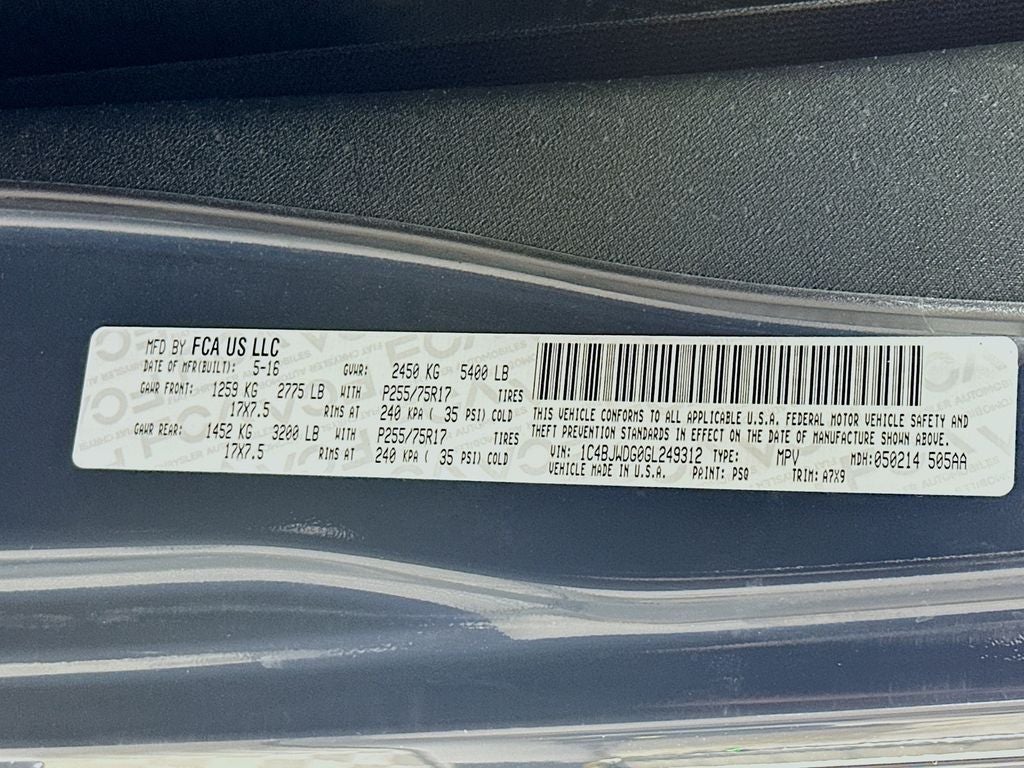 MFD BY FCA US LLC
DATE OF MFR(BUILT): 5-16 GVWR: 2450 KG 5400 LB
GAWR FRONT: 1259 KG 2775 LB WITH P255/75R17 TIRES
17X7.5 RIMS AT 240 KPA ( 35 PSI) COLD
GAWR REAR: 1452 KG 3200 LB WITH P255/75R17 TIRES
17X7.5 RIMS AT 240 KPA ( 35 PSI) COLD
THIS VEHICLE CONFORMS TO ALL APPLICABLE U.S.A. FEDERAL MOTOR VEHICLE SAFETY AND
THEFT PREVENTION STANDARDS IN EFFECT ON THE DATE OF MANUFACTURE SHOWN ABOVE.
VIN: 1C4BJWDG0GL249312 TYPE: MPV MDH:050214 505AA
VEHICLE MADE IN U.S.A. PRINT: PSQ TRIM: A7X9